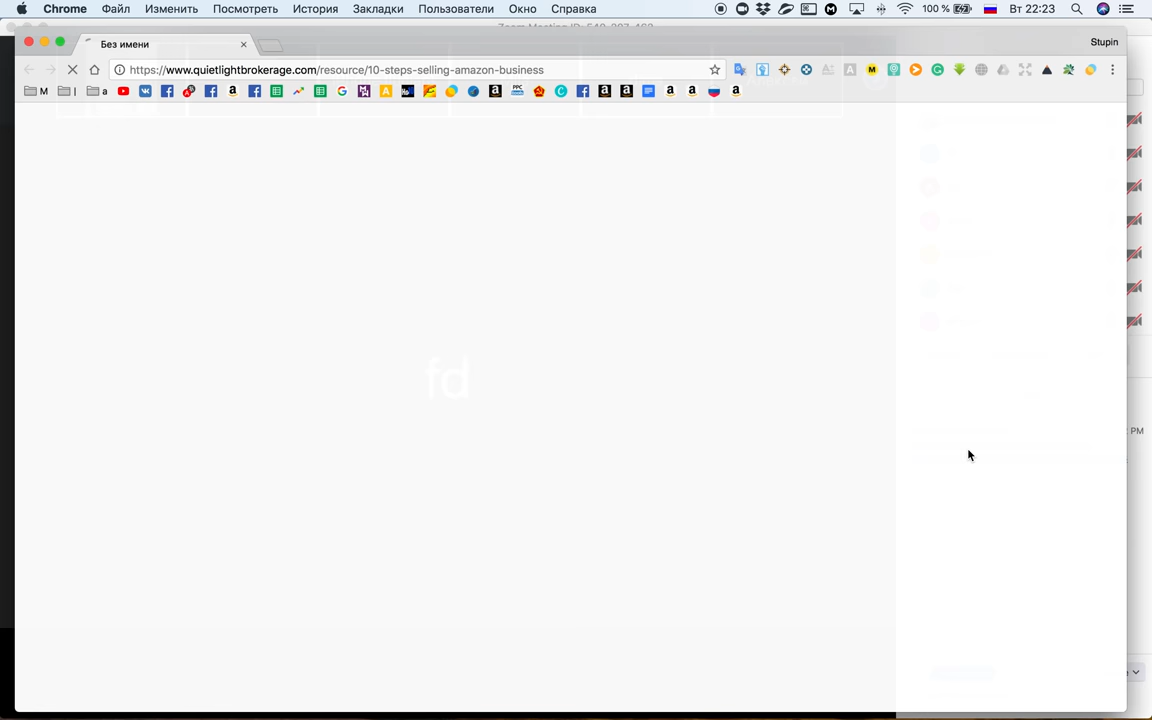 Chrome Файл Изменить Посмотреть История Закладки Пользователи Окно Справка 100 % Вт 22:23
Без имени Stupin
https://www.quietlightbrokerage.com/resource/10-steps-selling-amazon-business
M a
fd
PM